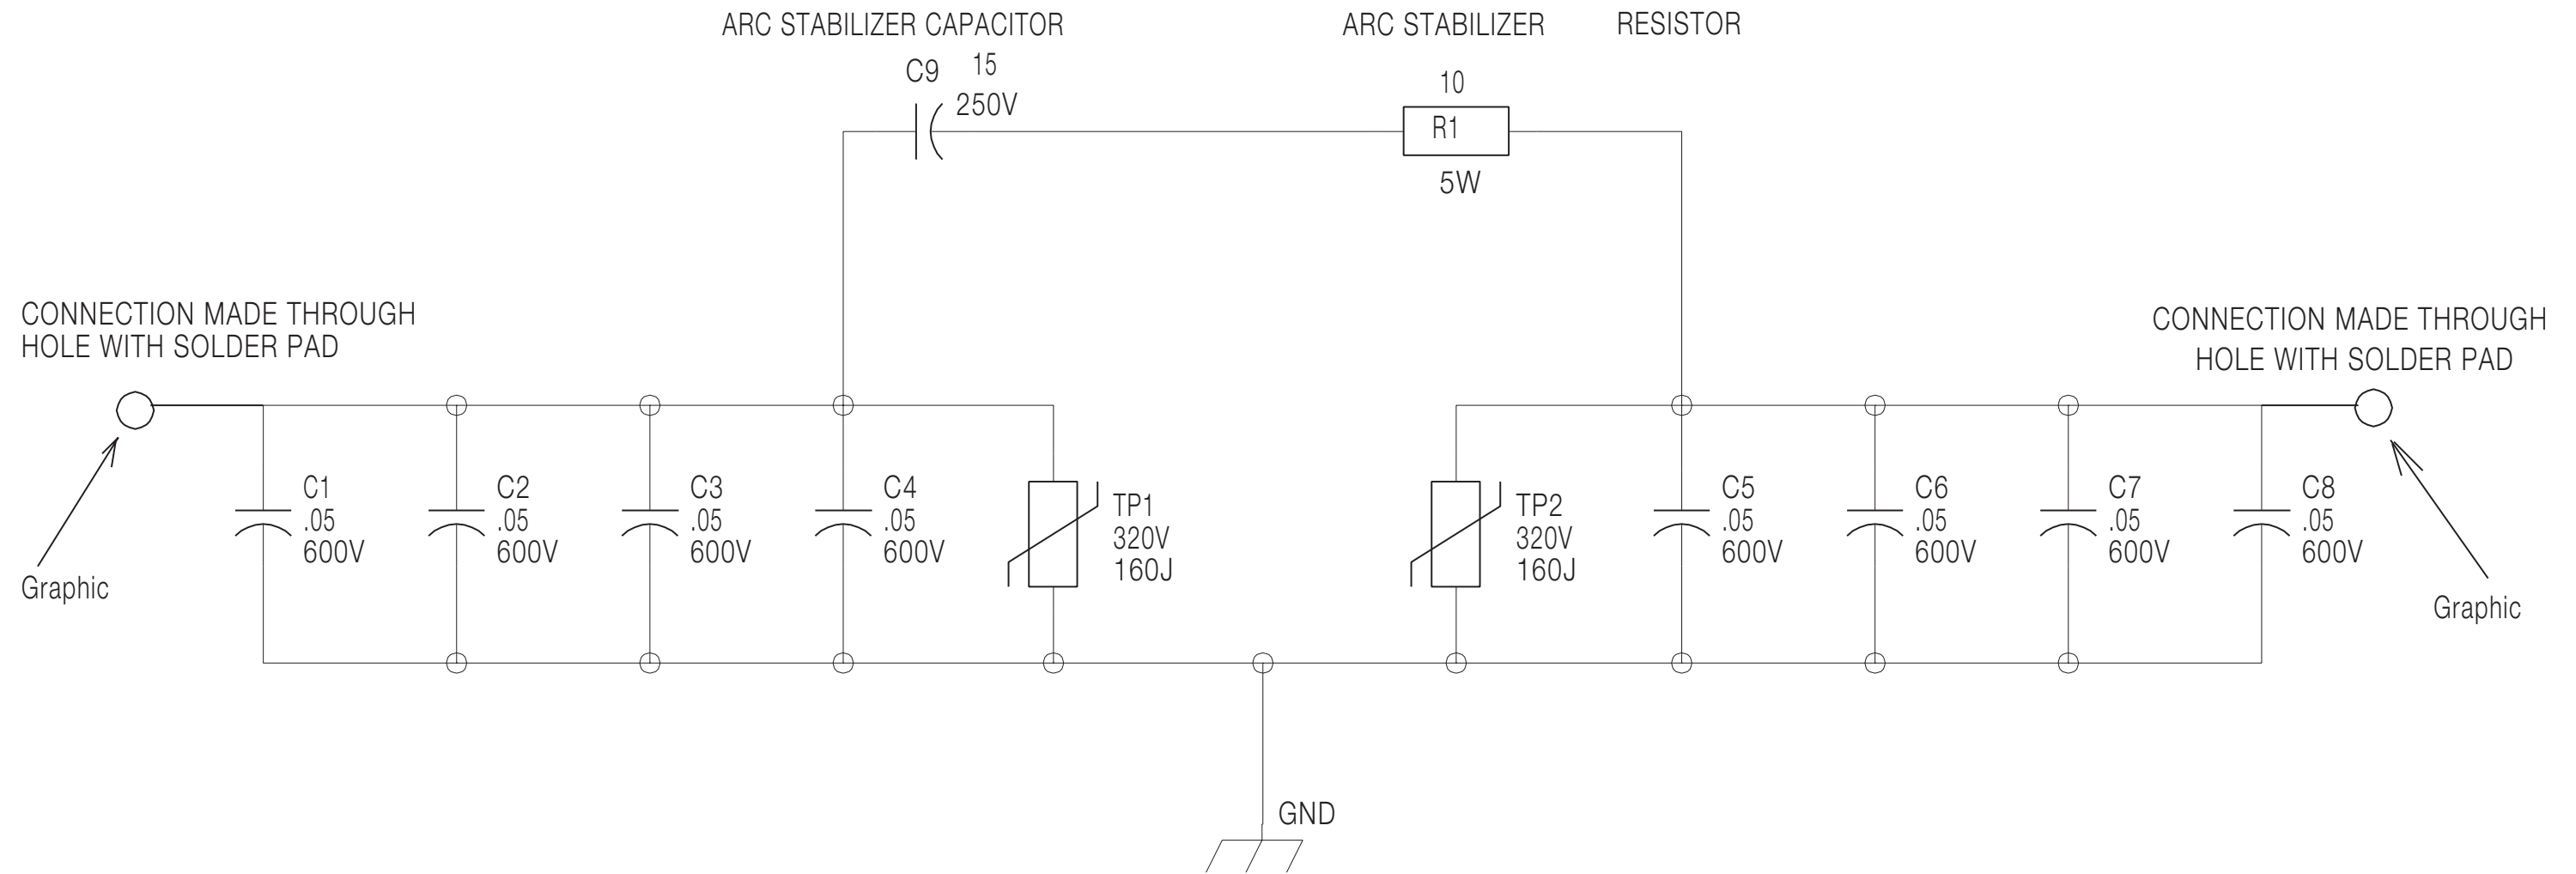 ARC STABILIZER CAPACITOR
ARC STABILIZER RESISTOR
C9 15
250V
10
R1
5W
CONNECTION MADE THROUGH
HOLE WITH SOLDER PAD
CONNECTION MADE THROUGH
HOLE WITH SOLDER PAD
Graphic
C1
.05
600V
C2
.05
600V
C3
.05
600V
C4
.05
600V
TP1
320V
160J
TP2
320V
160J
C5
.05
600V
C6
.05
600V
C7
.05
600V
C8
.05
600V
Graphic
GND